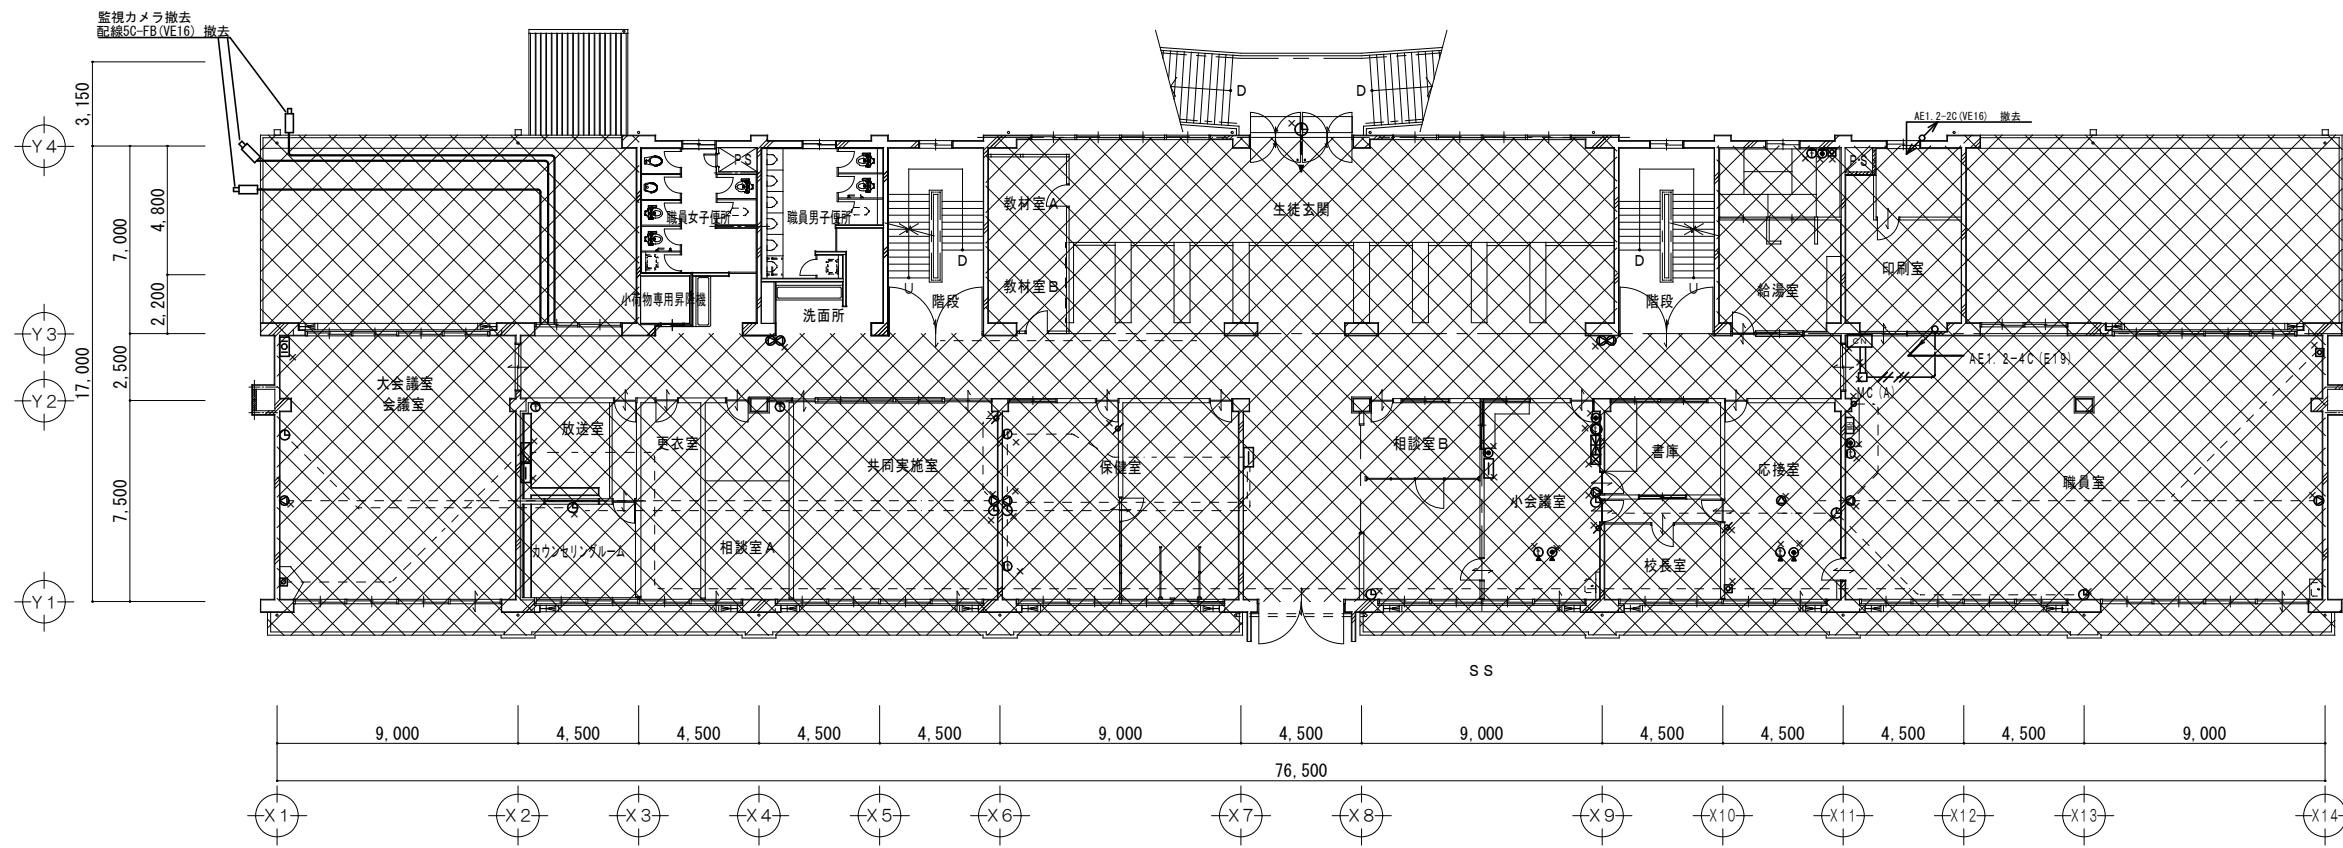 監視カメラ撤去
配線5C-FB(VE16) 撤去
3,150
Y4
7,000
4,800
2,200
Y3
17,000
2,500
Y2
7,500
Y1
D
D
AE1.2-2C(VE16) 撤去
PS
職員女子便所
職員男子便所
小荷物専用昇降機
洗面所
U
D
階段
教材室A
教材室B
生徒玄関
D
U
階段
給湯室
PS
印刷室
AE1.2-4C(E19)
CN
MC(A)
大会議室
会議室
放送室
更衣室
カウンセリングルーム
相談室A
共同実施室
保健室
相談室B
小会議室
書庫
応接室
校長室
職員室
SS
9,000
4,500
4,500
4,500
4,500
9,000
4,500
9,000
4,500
4,500
4,500
4,500
9,000
76,500
X1
X2
X3
X4
X5
X6
X7
X8
X9
X10
X11
X12
X13
X14